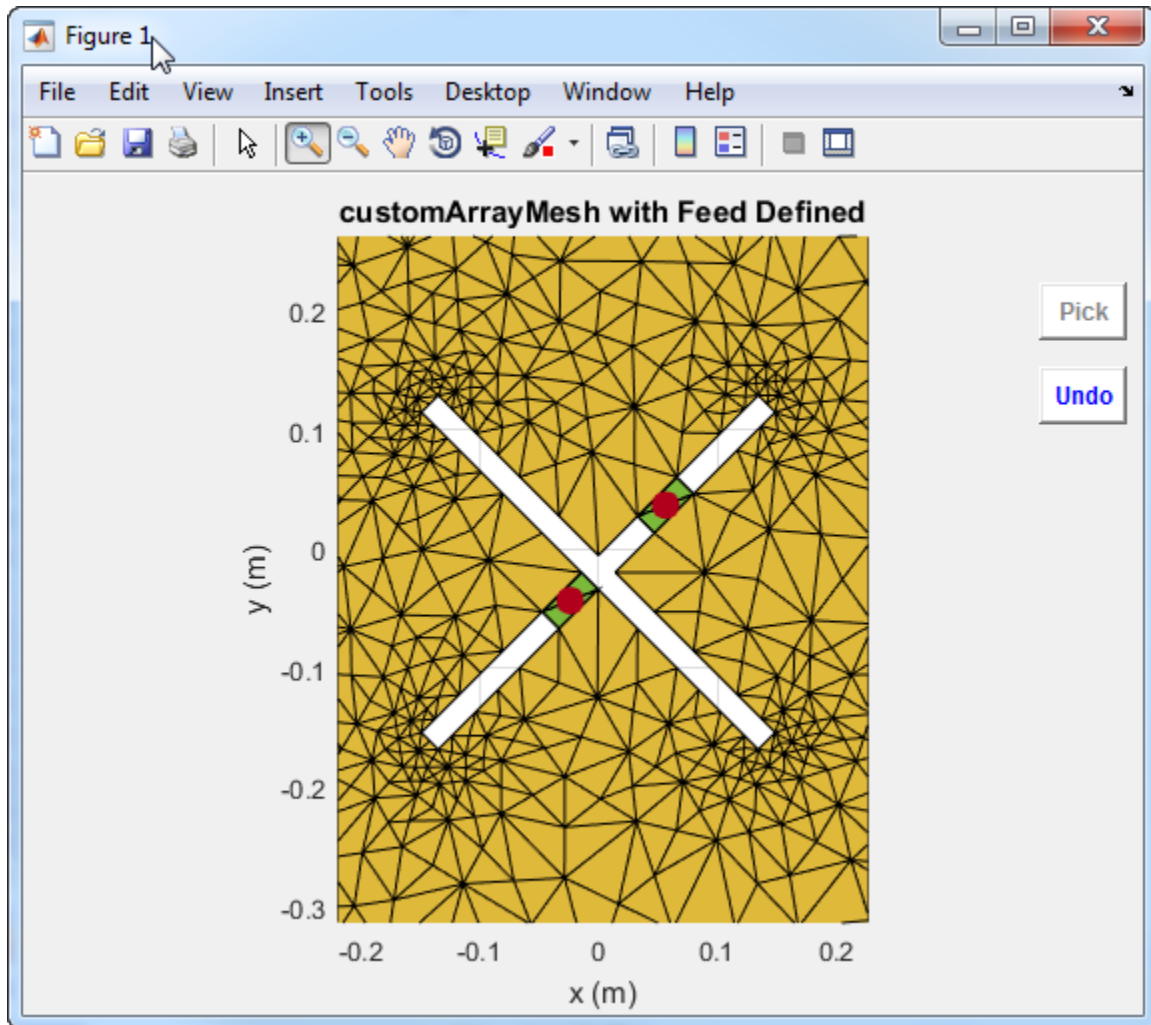 Figure 1
File Edit View Insert Tools Desktop Window Help
customArrayMesh with Feed Defined
Pick
Undo
0.2
0.1
0
-0.1
-0.2
-0.3
y (m)
-0.2 -0.1 0 0.1 0.2
x (m)